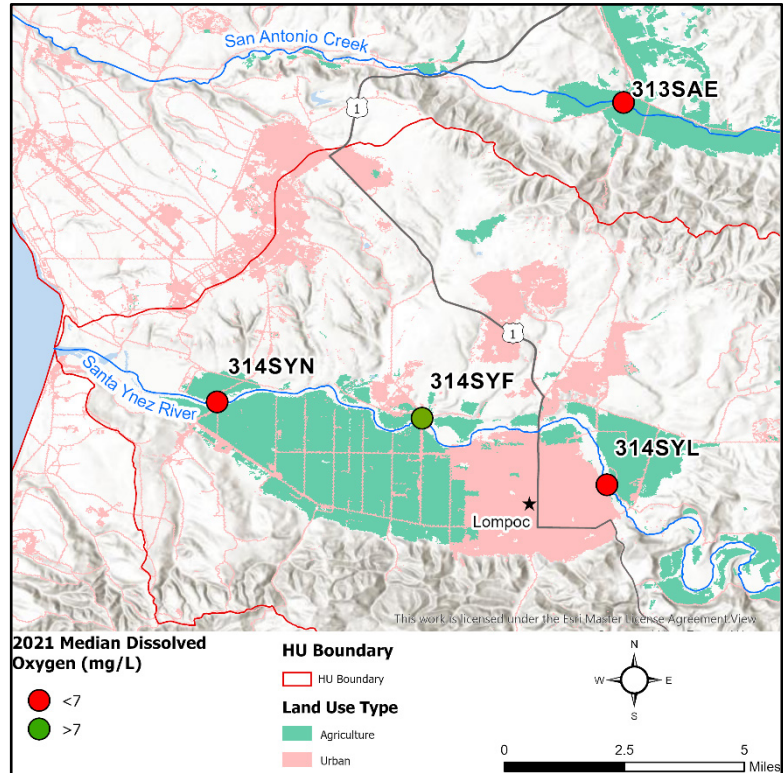 San Antonio Creek
1
313SAE
1
314SYN
314SYF
Santa Ynez River
314SYL
Lompoc
This work is licensed under the Esri Master License Agreement.View
2021 Median Dissolved
Oxygen (mg/L)
<7
>7
HU Boundary
HU Boundary
Land Use Type
Agriculture
Urban
N
W
E
S
0
2.5
5
Miles